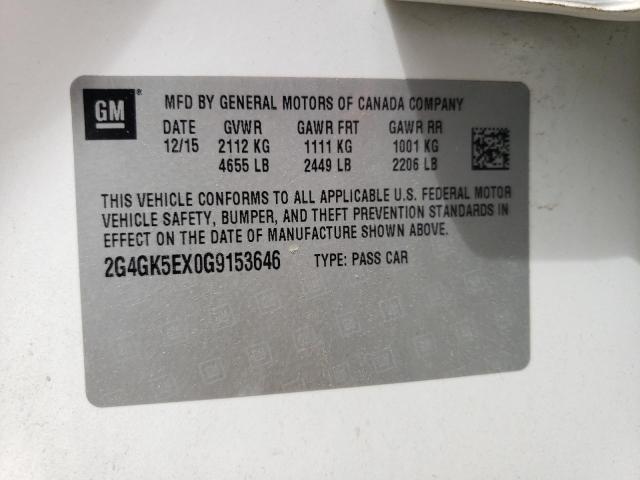 GM
MFD BY GENERAL MOTORS OF CANADA COMPANY
DATE GVWR GAWR FRT GAWR RR
12/15 2112 KG 1111 KG 1001 KG
4655 LB 2449 LB 2206 LB
THIS VEHICLE CONFORMS TO ALL APPLICABLE U.S. FEDERAL MOTOR
VEHICLE SAFETY, BUMPER, AND THEFT PREVENTION STANDARDS IN
EFFECT ON THE DATE OF MANUFACTURE SHOWN ABOVE.
2G4GK5EX0G9153646 TYPE: PASS CAR